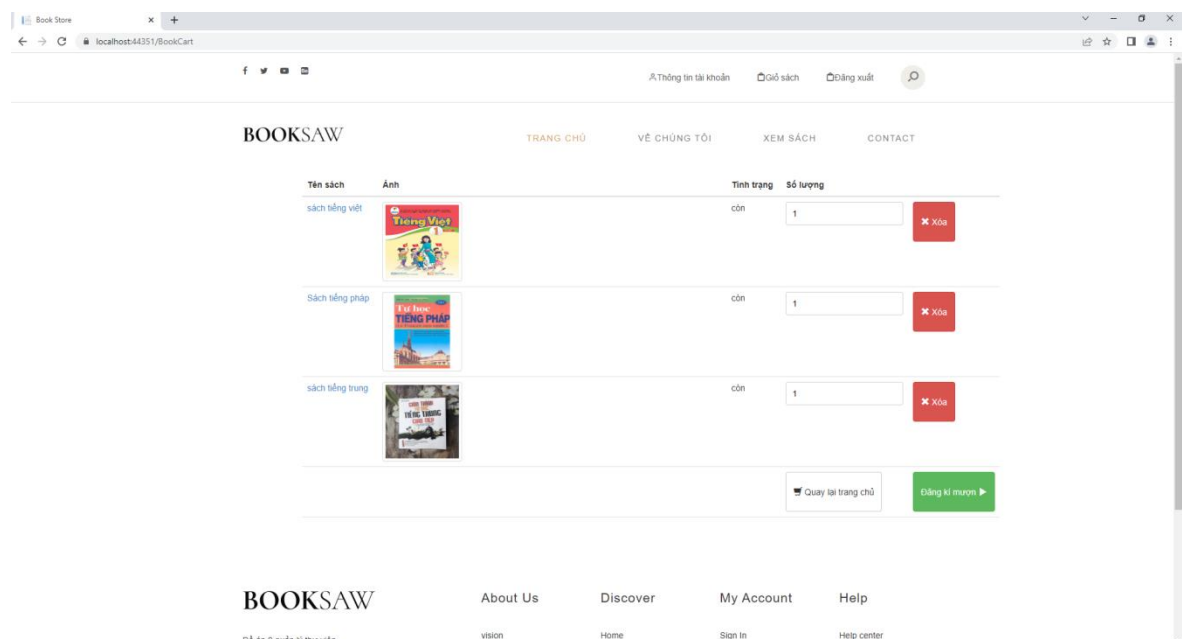 Book Store
localhost:44351/BookCart
Thông tin tài khoản
Giỏ sách
Đăng xuất
BOOKSAW
TRANG CHỦ
VỀ CHÚNG TÔI
XEM SÁCH
CONTACT
Tên sách
Ảnh
Tình trạng
Số lượng
sách tiếng việt
Tiếng Việt
1
còn
1
Xóa
Sách tiếng pháp
Tự học
TIẾNG PHÁP
còn
1
Xóa
sách tiếng trung
TIẾNG TRUNG
còn
1
Xóa
Quay lại trang chủ
Đăng kí mượn
BOOKSAW
About Us
Discover
My Account
Help
vision
Home
Sign In
Help center